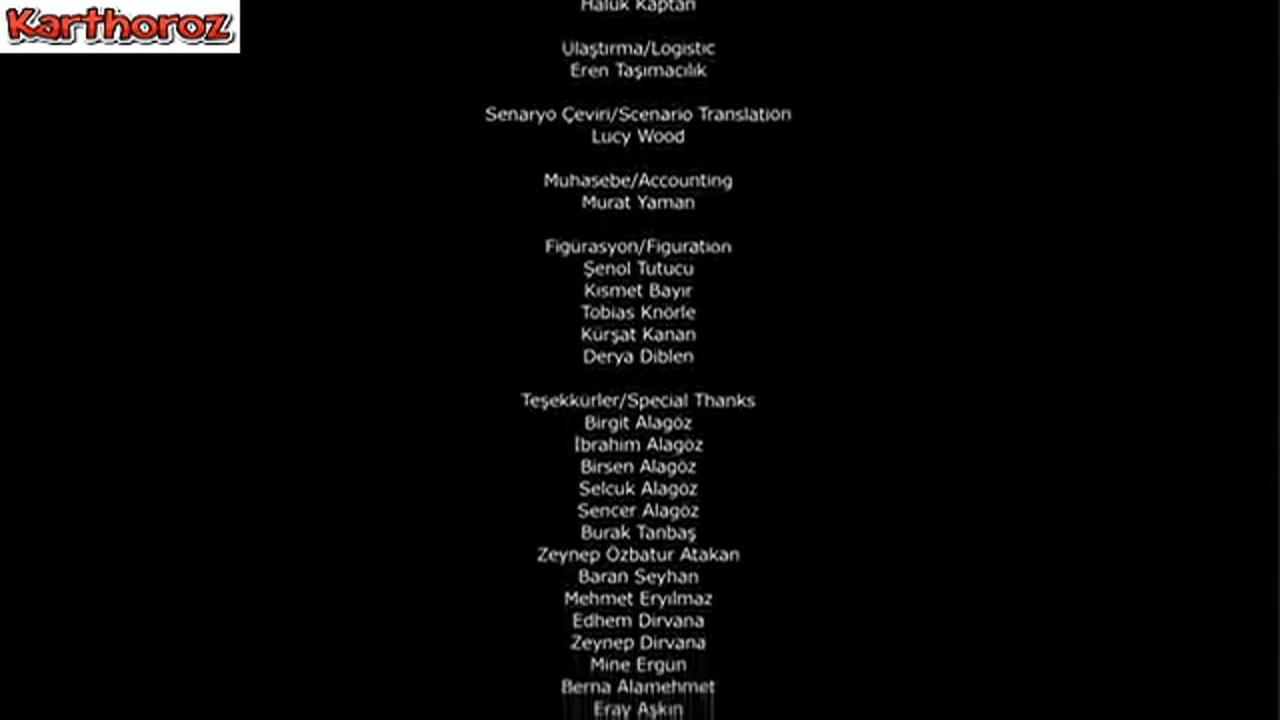 Karthoroz
Haluk Kaptan
Ulaştırma/Logistic
Eren Taşımacılık
Senaryo Çeviri/Scenario Translation
Lucy Wood
Muhasebe/Accounting
Murat Yaman
Figürasyon/Figuration
Şenol Tutucu
Kısmet Bayır
Tobias Knörle
Kürşat Kanan
Derya Diblen
Teşekkürler/Special Thanks
Birgit Alagöz
İbrahim Alagöz
Birsen Alagöz
Selcuk Alagöz
Sencer Alagöz
Burak Tanbaş
Zeynep Özbatur Atakan
Baran Seyhan
Mehmet Eryılmaz
Edhem Dirvana
Zeynep Dirvana
Mine Ergün
Berna Alamehmet
Eray Aşkın